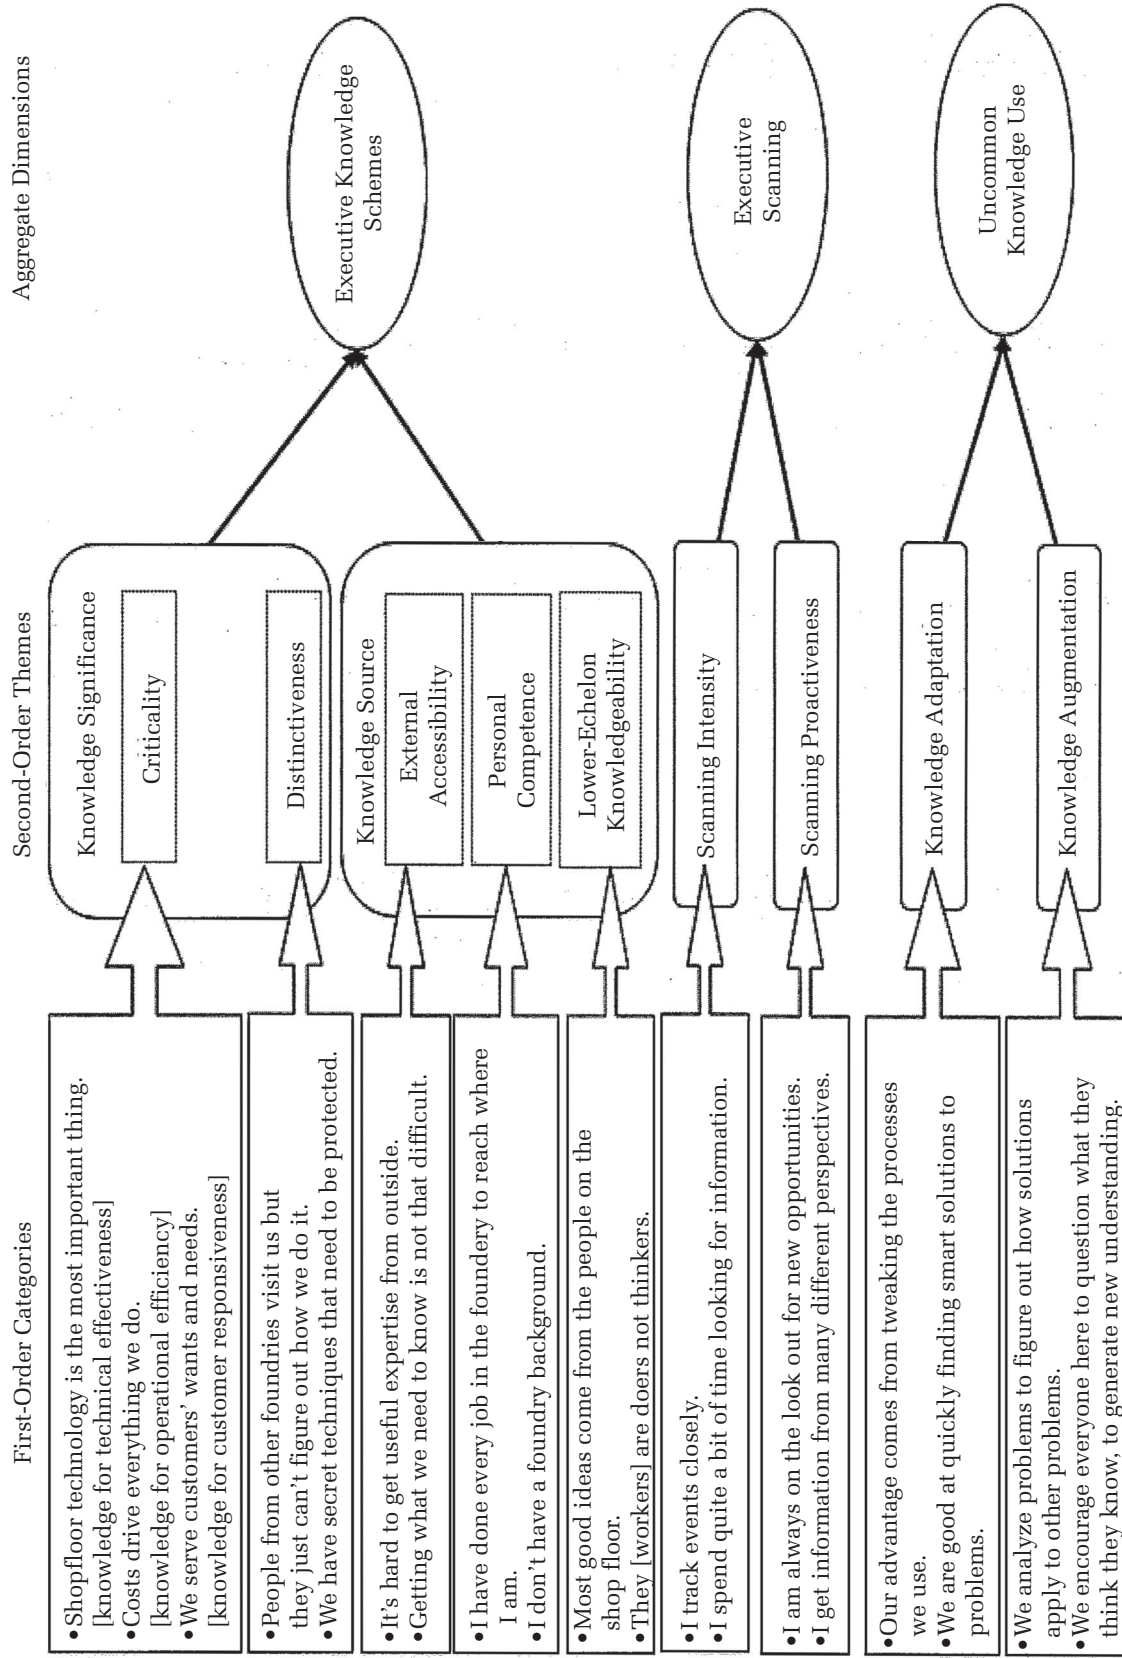 First-Order Categories
Second-Order Themes
Aggregate Dimensions
•Shopfloor technology is the most important thing.
[knowledge for technical effectiveness]
•Costs drive everything we do.
[knowledge for operational efficiency]
•We serve customers' wants and needs.
[knowledge for customer responsiveness]
•People from other foundries visit us but
they just can't figure out how we do it.
•We have secret techniques that need to be protected.
•It's hard to get useful expertise from outside.
•Getting what we need to know is not that difficult.
•I have done every job in the foundery to reach where
I am.
•I don't have a foundry background.
•Most good ideas come from the people on the
shop floor.
•They [workers] are doers not thinkers.
•I track events closely.
•I spend quite a bit of time looking for information.
•I am always on the look out for new opportunities.
•I get information from many different perspectives.
•Our advantage comes from tweaking the processes
we use.
•We are good at quickly finding smart solutions to
problems.
•We analyze problems to figure out how solutions
apply to other problems.
•We encourage everyone here to question what they
think they know, to generate new understanding.
Knowledge Significance
Criticality
Distinctiveness
Knowledge Source
External
Accessibility
Personal
Competence
Lower-Echelon
Knowledgeability
Scanning Intensity
Scanning Proactiveness
Knowledge Adaptation
Knowledge Augmentation
Executive Knowledge
Schemes
Executive
Scanning
Uncommon
Knowledge Use